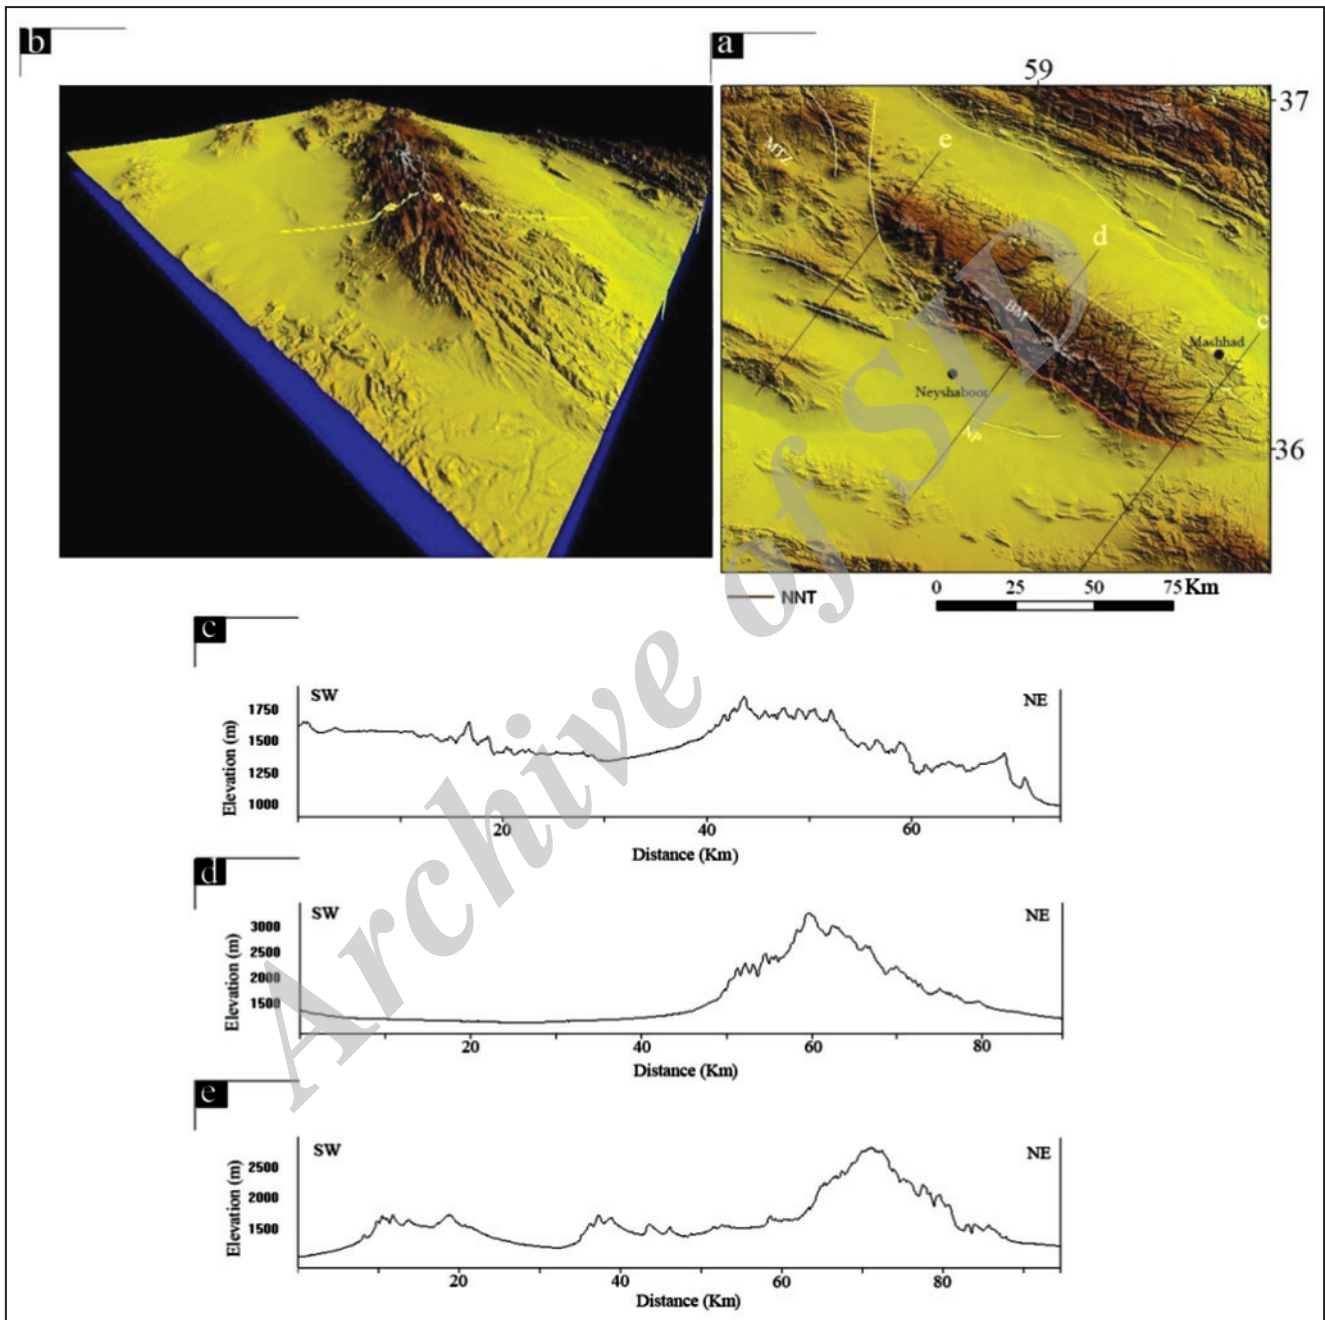 b
a
59
37
e
MTZ
d
BM
c
Mashhad
Neyshaboor
NP
36
NNT
0 25 50 75 Km
c
SW
NE
1750
1500
1250
1000
Elevation (m)
20 40 60
Distance (Km)
d
SW
NE
3000
2500
2000
1500
Elevation (m)
20 40 60 80
Distance (Km)
e
SW
NE
2500
2000
1500
Elevation (m)
20 40 60 80
Distance (Km)
Archive of SID